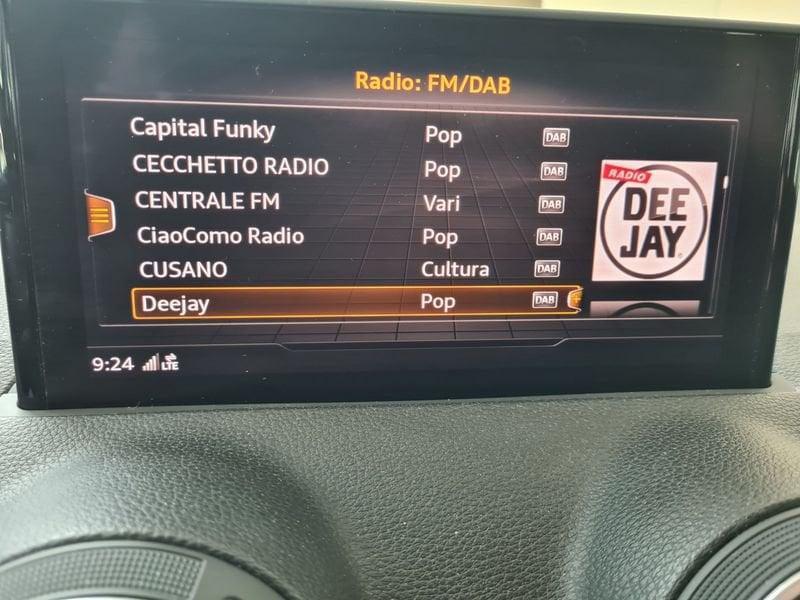 Radio: FM/DAB
Capital Funky Pop DAB
CECCHETTO RADIO Pop DAB
CENTRALE FM Vari DAB
CiaoComo Radio Pop DAB
CUSANO Cultura DAB
Deejay Pop DAB
RADIO
DEE
JAY
9:24 LTE